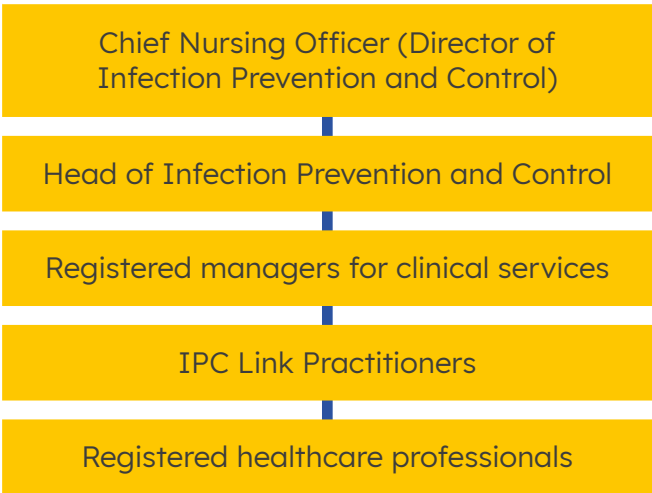 Chief Nursing Officer (Director of
Infection Prevention and Control)
Head of Infection Prevention and Control
Registered managers for clinical services
IPC Link Practitioners
Registered healthcare professionals